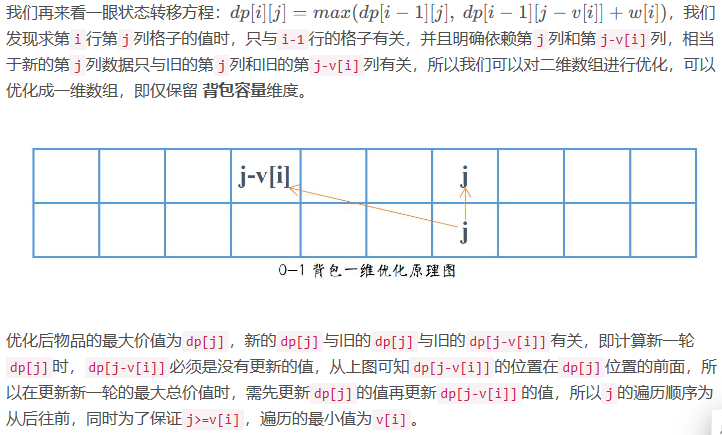 我们再来看一眼状态转移方程：dp[i][j] = max(dp[i − 1][j], dp[i − 1][j − v[i]] + w[i])，我们
发现求第 i 行第 j 列格子的值时，只与 i-1 行的格子有关，并且明确依赖第 j 列和第 j-v[i] 列，相当
于新的第 j 列数据只与旧的第 j 列和旧的第 j-v[i] 列有关，所以我们可以对二维数组进行优化，可以
优化成一维数组，即仅保留 背包容量维度。
j-v[i] j
j
0-1 背包一维优化原理图
优化后物品的最大价值为 dp[j]，新的 dp[j] 与旧的 dp[j] 与旧的 dp[j-v[i]] 有关，即计算新一轮
dp[j] 时，dp[j-v[i]] 必须是没有更新的值，从上图可知 dp[j-v[i]] 的位置在 dp[j] 位置的前面，所
以在更新新一轮的最大总价值时，需先更新 dp[j] 的值再更新 dp[j-v[i]] 的值，所以 j 的遍历顺序为
从后往前，同时为了保证 j>=v[i]，遍历的最小值为 v[i]。